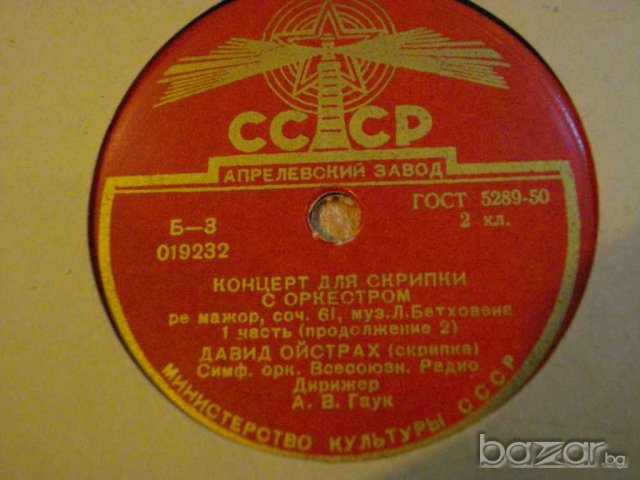 СССР
АПРЕЛЕВСКИЙ ЗАВОД
ГОСТ 5289-50
2 кл.
Б—3
019232
КОНЦЕРТ ДЛЯ СКРИПКИ
С ОРКЕСТРОМ
ре мажор, соч. 61, муз.Л.Бетховена
1 часть (продолжение 2)
ДАВИД ОЙСТРАХ (скрипка)
Симф. орк. Всесоюзн. Радио
Дирижер
А. В. Гаук
МИНИСТЕРСТВО КУЛЬТУРЫ СССР
bazar.bg